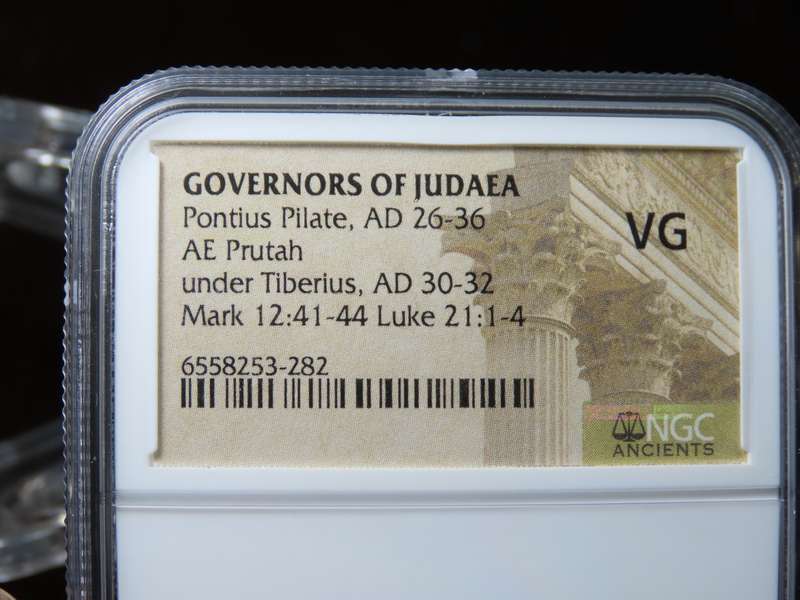 GOVERNORS OF JUDAEA
Pontius Pilate, AD 26-36
VG
AE Prutah
under Tiberius, AD 30-32
Mark 12:41-44 Luke 21:1-4
6558253-282
NGC
ANCIENTS